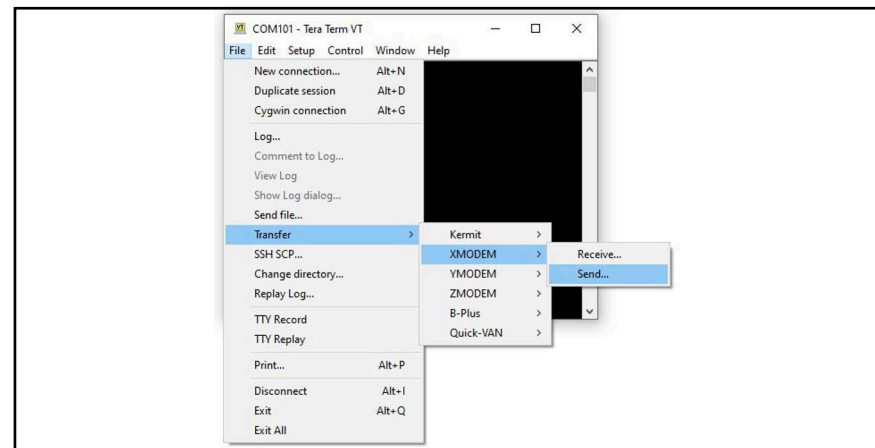 COM101 - Tera Term VT
File Edit Setup Control Window Help
New connection... Alt+N
Duplicate session Alt+D
Cygwin connection Alt+G
Log...
Comment to Log...
View Log
Show Log dialog...
Send file...
Transfer >
SSH SCP...
Change directory...
Replay Log...
TTY Record
TTY Replay
Print... Alt+P
Disconnect Alt+I
Exit Alt+Q
Exit All
Kermit >
XMODEM >
YMODEM >
ZMODEM >
B-Plus >
Quick-VAN >
Receive...
Send...